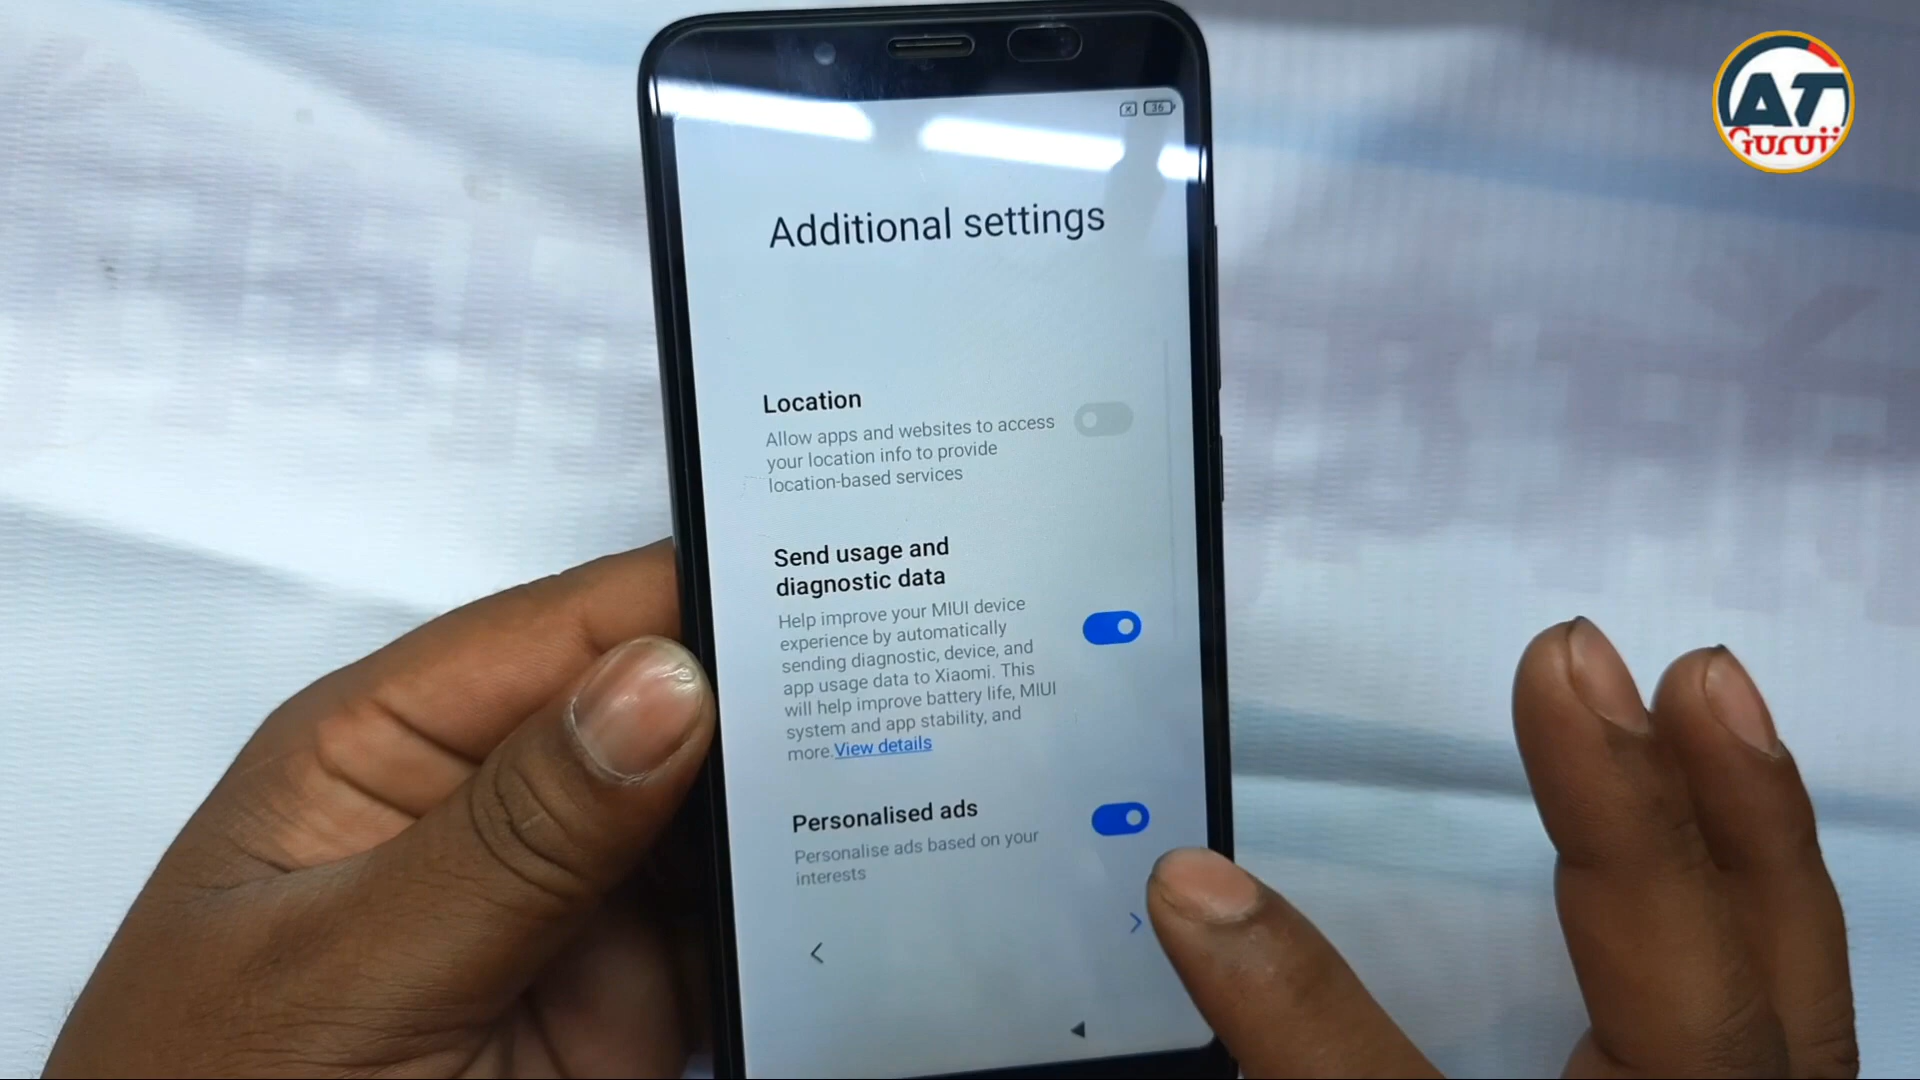 AT
Guruji
36
Additional settings
Location
Allow apps and websites to access
your location info to provide
location-based services
Send usage and
diagnostic data
Help improve your MIUI device
experience by automatically
sending diagnostic, device, and
app usage data to Xiaomi. This
will help improve battery life, MIUI
system and app stability, and
more.View details
Personalised ads
Personalise ads based on your
interests